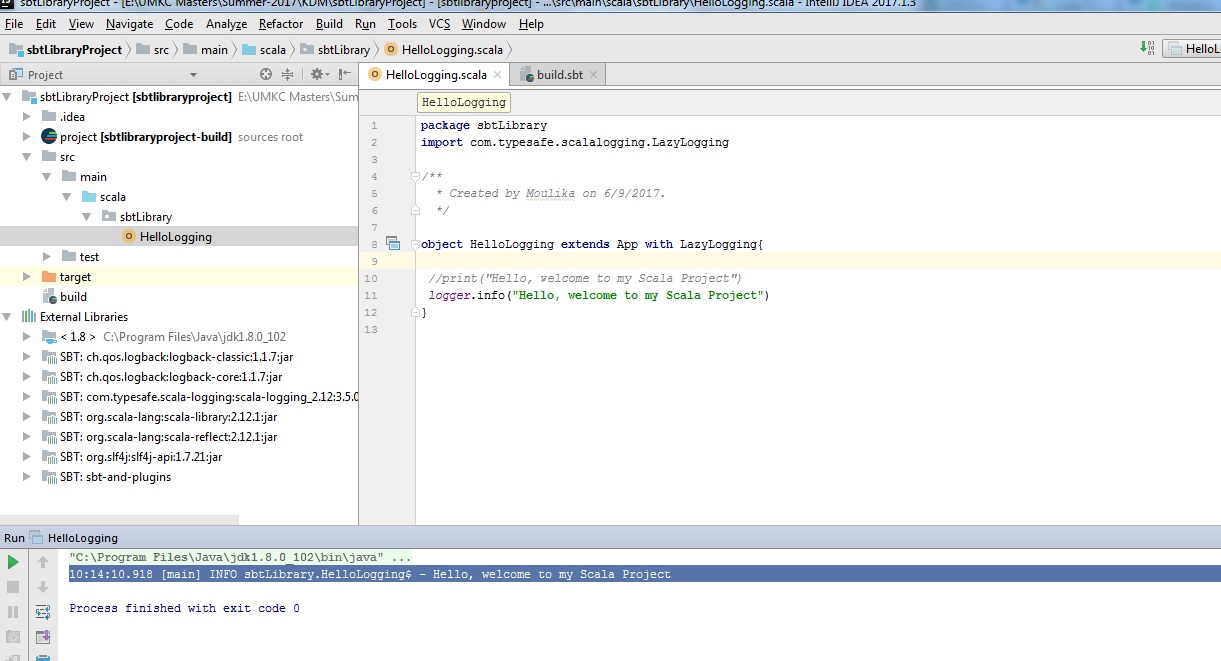 sbtLibraryProject - [E:\UMKC Masters\Summer-2017\KDM\sbtLibraryProject] - [sbtlibraryproject] - ...\src\main\scala\sbtLibrary\HelloLogging.scala - IntelliJ IDEA 2017.1.3
File Edit View Navigate Code Analyze Refactor Build Run Tools VCS Window Help
sbtLibraryProject src main scala sbtLibrary HelloLogging.scala HelloLo
Project
HelloLogging.scala build.sbt
sbtLibraryProject [sbtlibraryproject] E:\UMKC Masters\Sum
.idea
project [sbtlibraryproject-build] sources root
src
main
scala
sbtLibrary
HelloLogging
test
target
build
External Libraries
< 1.8 > C:\Program Files\Java\jdk1.8.0_102
SBT: ch.qos.logback:logback-classic:1.1.7:jar
SBT: ch.qos.logback:logback-core:1.1.7:jar
SBT: com.typesafe.scala-logging:scala-logging_2.12:3.5.0
SBT: org.scala-lang:scala-library:2.12.1:jar
SBT: org.scala-lang:scala-reflect:2.12.1:jar
SBT: org.slf4j:slf4j-api:1.7.21:jar
SBT: sbt-and-plugins
HelloLogging
1 package sbtLibrary
2 import com.typesafe.scalalogging.LazyLogging
3
4 /**
5 * Created by Moulika on 6/9/2017.
6 */
7
8 object HelloLogging extends App with LazyLogging{
9
10 //print("Hello, welcome to my Scala Project")
11 logger.info("Hello, welcome to my Scala Project")
12 }
13
Run HelloLogging
"C:\Program Files\Java\jdk1.8.0_102\bin\java" ...
10:14:10.918 [main] INFO sbtLibrary.HelloLogging$ - Hello, welcome to my Scala Project
Process finished with exit code 0